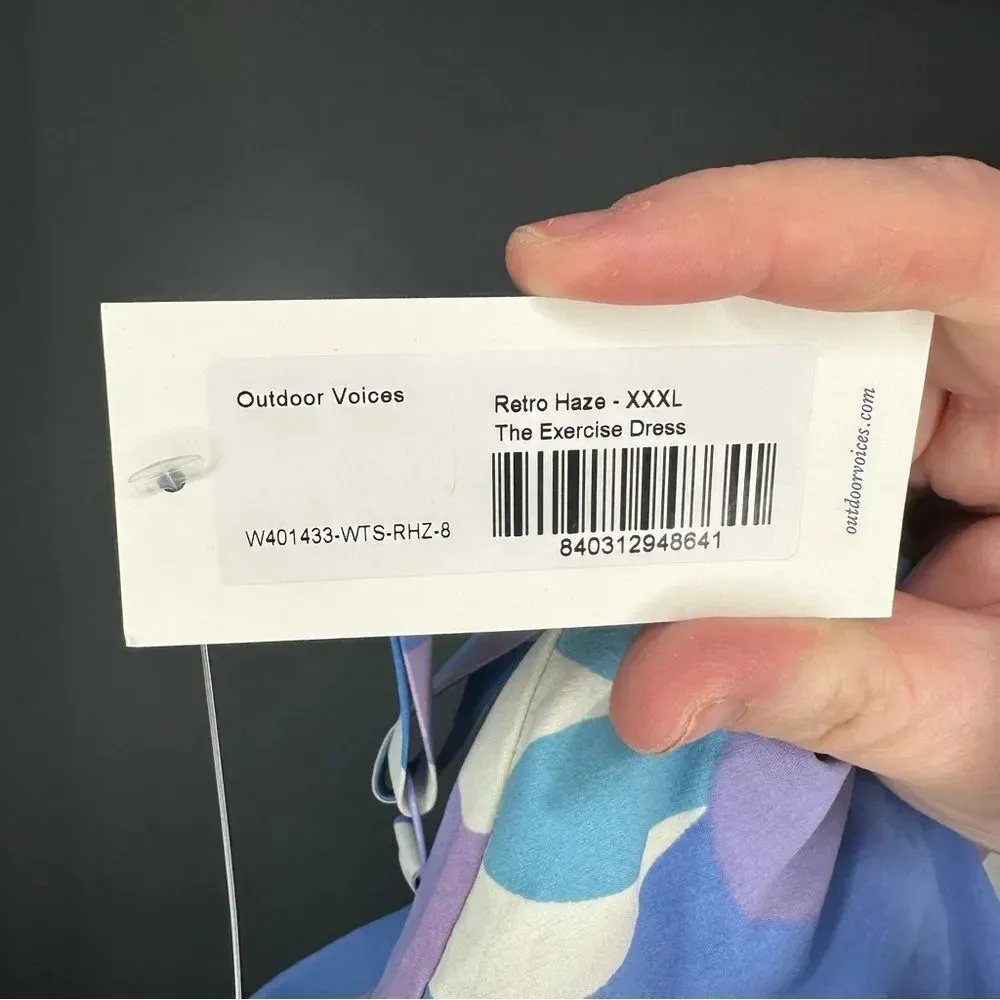 Outdoor Voices
W401433-WTS-RHZ-8
Retro Haze - XXXL
The Exercise Dress
840312948641
outdoorvoices.com